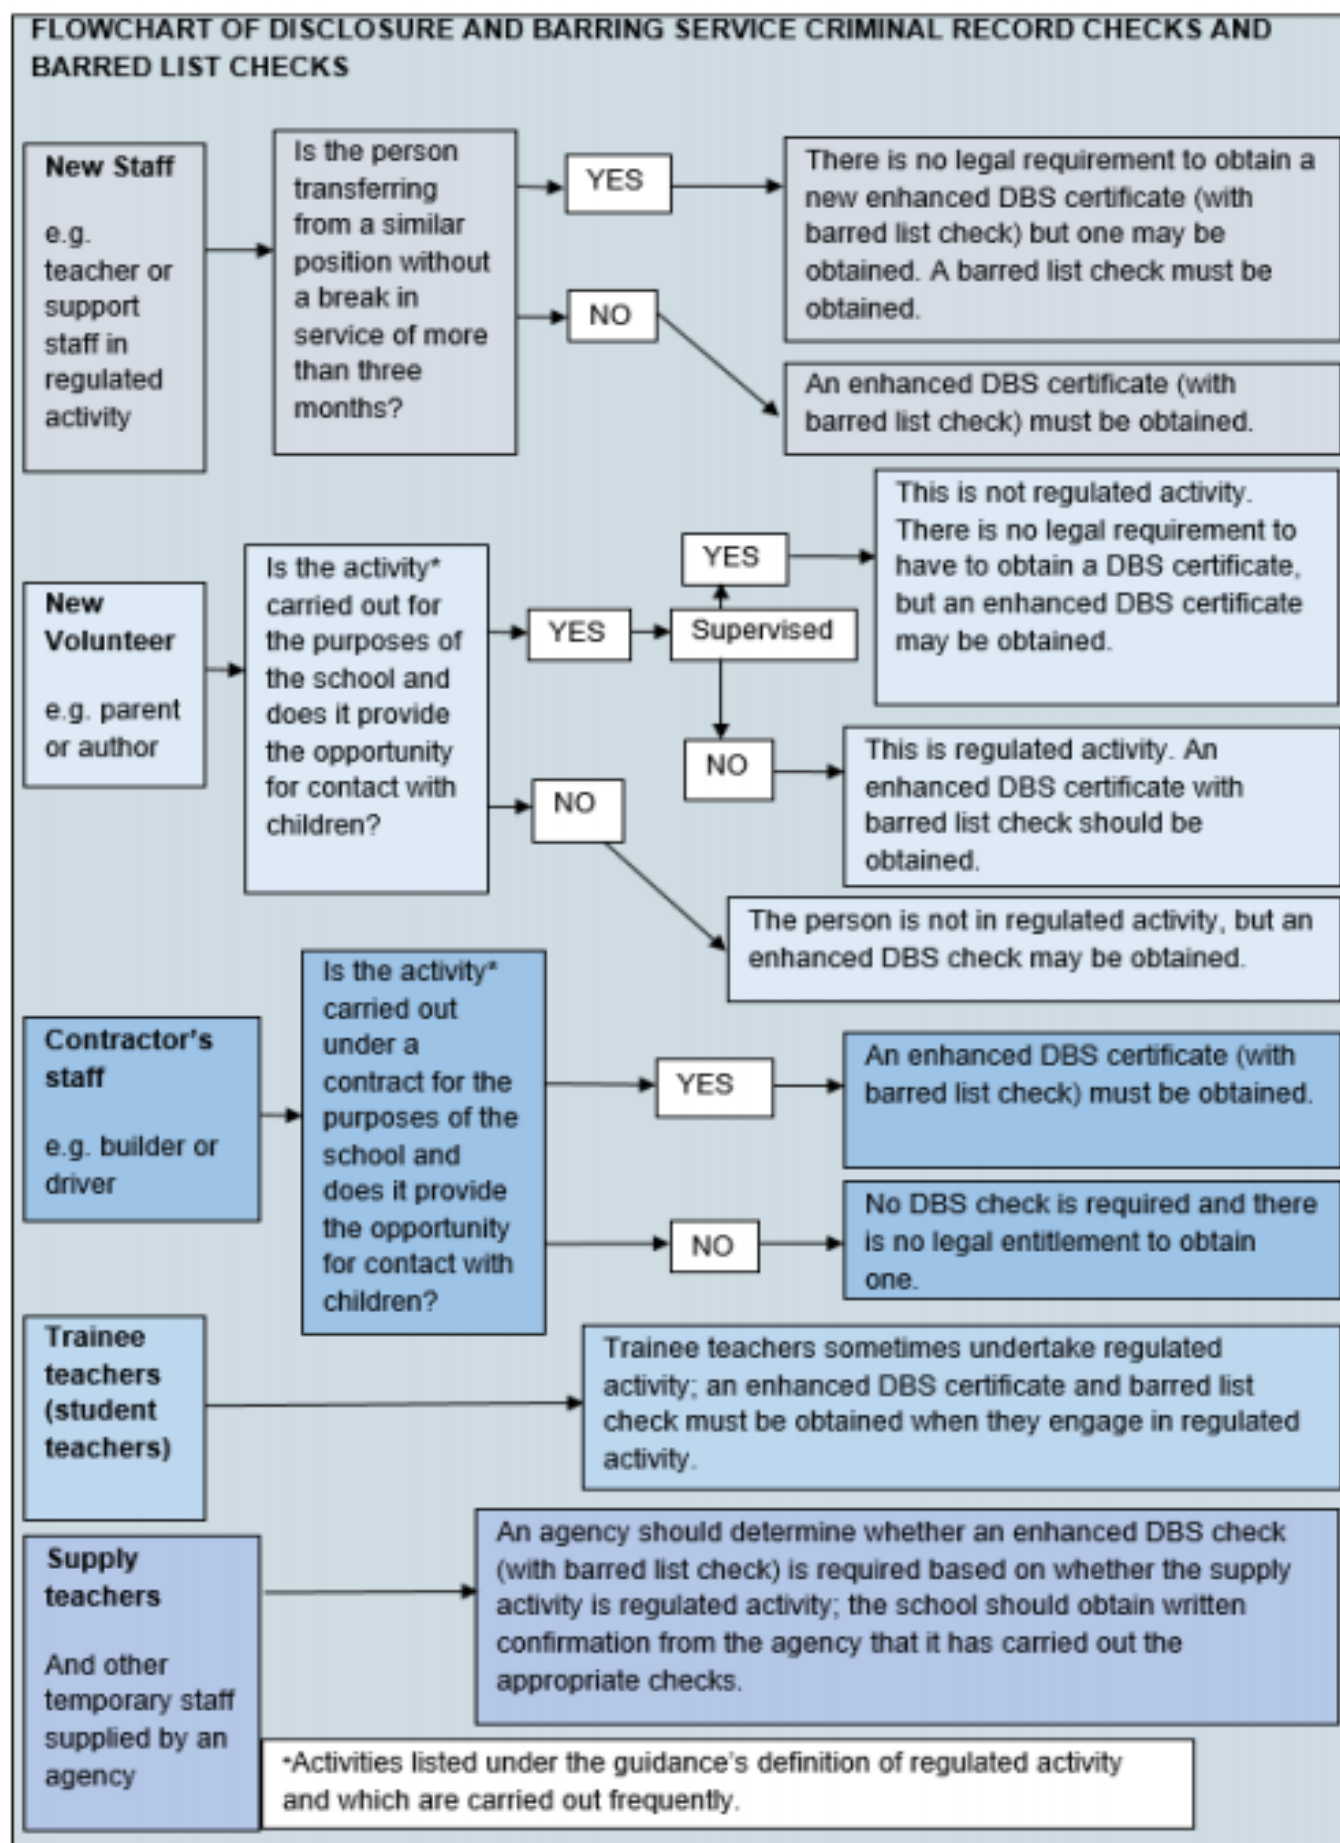 FLOWCHART OF DISCLOSURE AND BARRING SERVICE CRIMINAL RECORD CHECKS AND
BARRED LIST CHECKS
New Staff
e.g.
teacher or
support
staff in
regulated
activity
Is the person
transferring
from a similar
position without
a break in
service of more
than three
months?
YES
There is no legal requirement to obtain a
new enhanced DBS certificate (with
barred list check) but one may be
obtained. A barred list check must be
obtained.
NO
An enhanced DBS certificate (with
barred list check) must be obtained.
New
Volunteer
e.g. parent
or author
Is the activity*
carried out for
the purposes of
the school and
does it provide
the opportunity
for contact with
children?
YES
Supervised
YES
This is not regulated activity.
There is no legal requirement to
have to obtain a DBS certificate,
but an enhanced DBS certificate
may be obtained.
NO
This is regulated activity. An
enhanced DBS certificate with
barred list check should be
obtained.
NO
The person is not in regulated activity, but an
enhanced DBS check may be obtained.
Contractor's
staff
e.g. builder or
driver
Is the activity*
carried out
under a
contract for the
purposes of the
school and
does it provide
the opportunity
for contact with
children?
YES
An enhanced DBS certificate (with
barred list check) must be obtained.
NO
No DBS check is required and there
is no legal entitlement to obtain
one.
Trainee
teachers
(student
teachers)
Trainee teachers sometimes undertake regulated
activity; an enhanced DBS certificate and barred list
check must be obtained when they engage in regulated
activity.
Supply
teachers
And other
temporary staff
supplied by an
agency
An agency should determine whether an enhanced DBS check
(with barred list check) is required based on whether the supply
activity is regulated activity; the school should obtain written
confirmation from the agency that it has carried out the
appropriate checks.
*Activities listed under the guidance's definition of regulated activity
and which are carried out frequently.